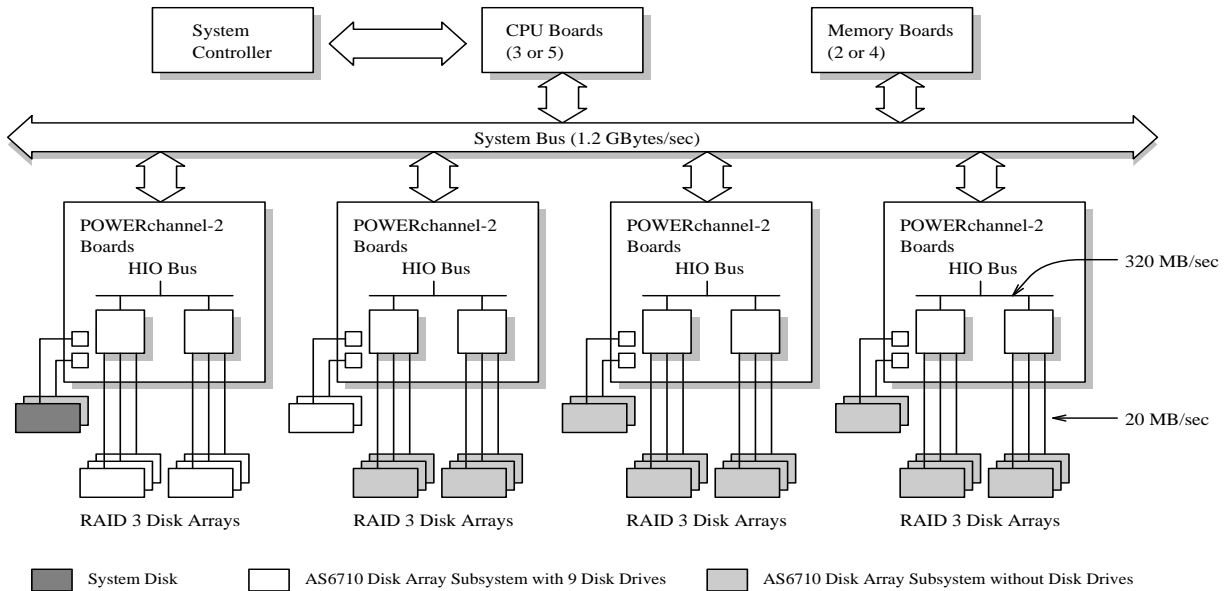 System
Controller
CPU Boards
(3 or 5)
Memory Boards
(2 or 4)
System Bus (1.2 GBytes/sec)
POWERchannel-2
Boards
HIO Bus
POWERchannel-2
Boards
HIO Bus
POWERchannel-2
Boards
HIO Bus
POWERchannel-2
Boards
HIO Bus
320 MB/sec
20 MB/sec
RAID 3 Disk Arrays
RAID 3 Disk Arrays
RAID 3 Disk Arrays
RAID 3 Disk Arrays
System Disk
AS6710 Disk Array Subsystem with 9 Disk Drives
AS6710 Disk Array Subsystem without Disk Drives